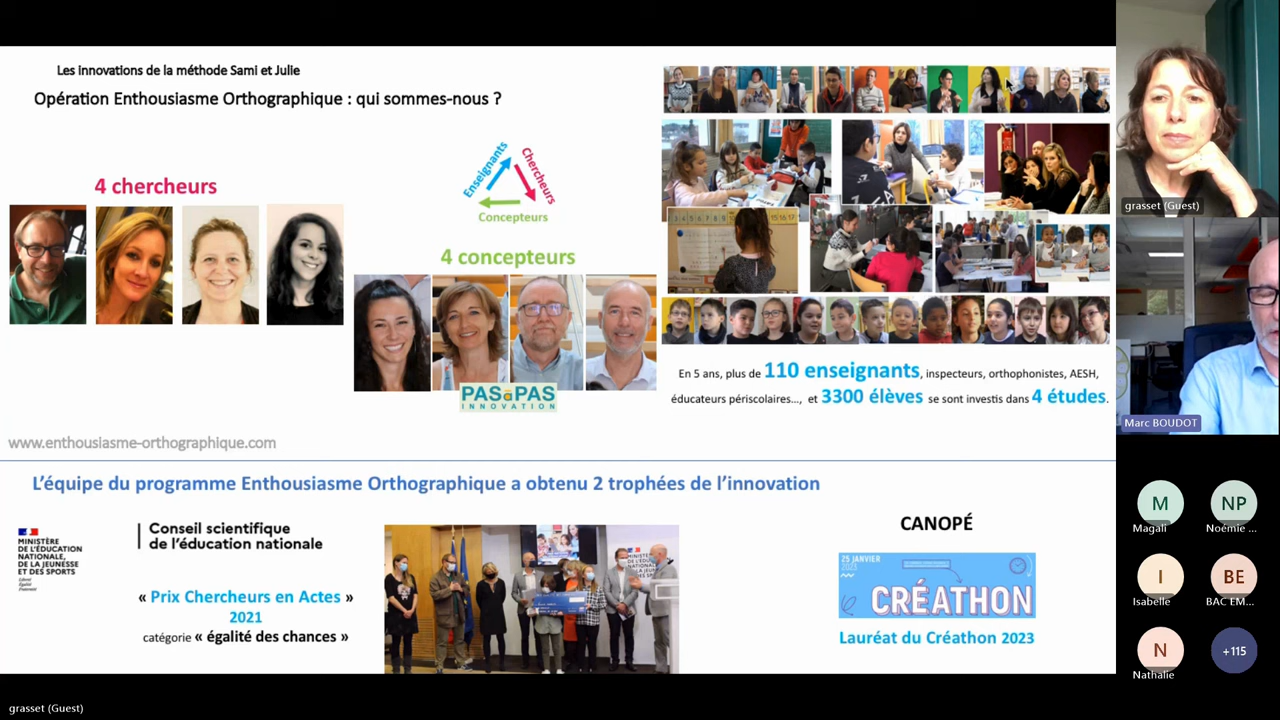 Les innovations de la méthode Sami et Julie
Opération Enthousiasme Orthographique : qui sommes-nous ?
4 chercheurs
Enseignants
Chercheurs
Concepteurs
4 concepteurs
PASàPAS
INNOVATION
En 5 ans, plus de 110 enseignants, inspecteurs, orthophonistes, AESH,
éducateurs périscolaires..., et 3300 élèves se sont investis dans 4 études.
www.enthousiasme-orthographique.com
L'équipe du programme Enthousiasme Orthographique a obtenu 2 trophées de l'innovation
MINISTÈRE
DE L'ÉDUCATION
NATIONALE,
DE LA JEUNESSE
ET DES SPORTS
Liberté
Égalité
Fraternité
Conseil scientifique
de l'éducation nationale
« Prix Chercheurs en Actes »
2021
catégorie « égalité des chances »
CANOPÉ
25 JANVIER
2023
CRÉATHON
Lauréat du Créathon 2023
grasset (Guest)
Marc BOUDOT
M
Magali
NP
Noémie ...
I
Isabelle
BE
BAC EM...
N
Nathalie
+115
grasset (Guest)